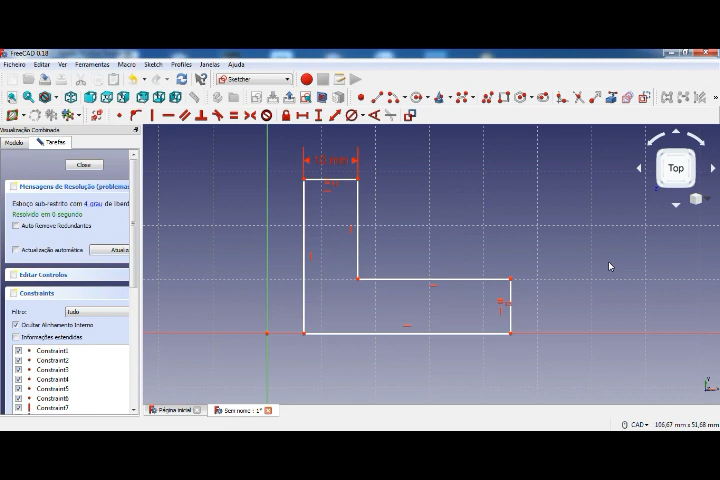 FreeCAD 0.18
Ficheiro Editar Ver Ferramentas Macro Sketch Profiles Janelas Ajuda
Sketcher
Visualização Combinada
Modelo Tarefas
Close
Mensagens de Resolução (problemas
Esboço sub-restrito com 4 grau de liberd
Resolvido em 0 segundo
Auto Remove Redundantes
Actualização automática
Atualiz
Editar Controlos
Constraints
Filtro: Tudo
Ocultar Alinhamento Interno
Informações estendidas
Constraint1
Constraint2
Constraint3
Constraint4
Constraint5
Constraint6
Constraint7
Top
Página inicial
Sem nome : 1*
CAD
106,67 mm x 51,68 mm